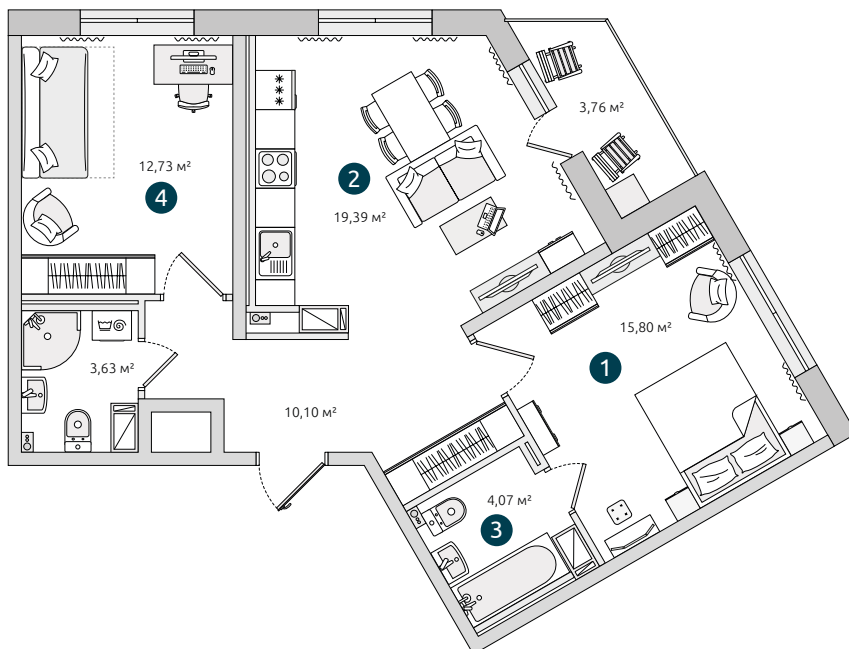 3,76 м²
12,73 м²
4
2
19,39 м²
15,80 м²
1
3,63 м²
10,10 м²
4,07 м²
3